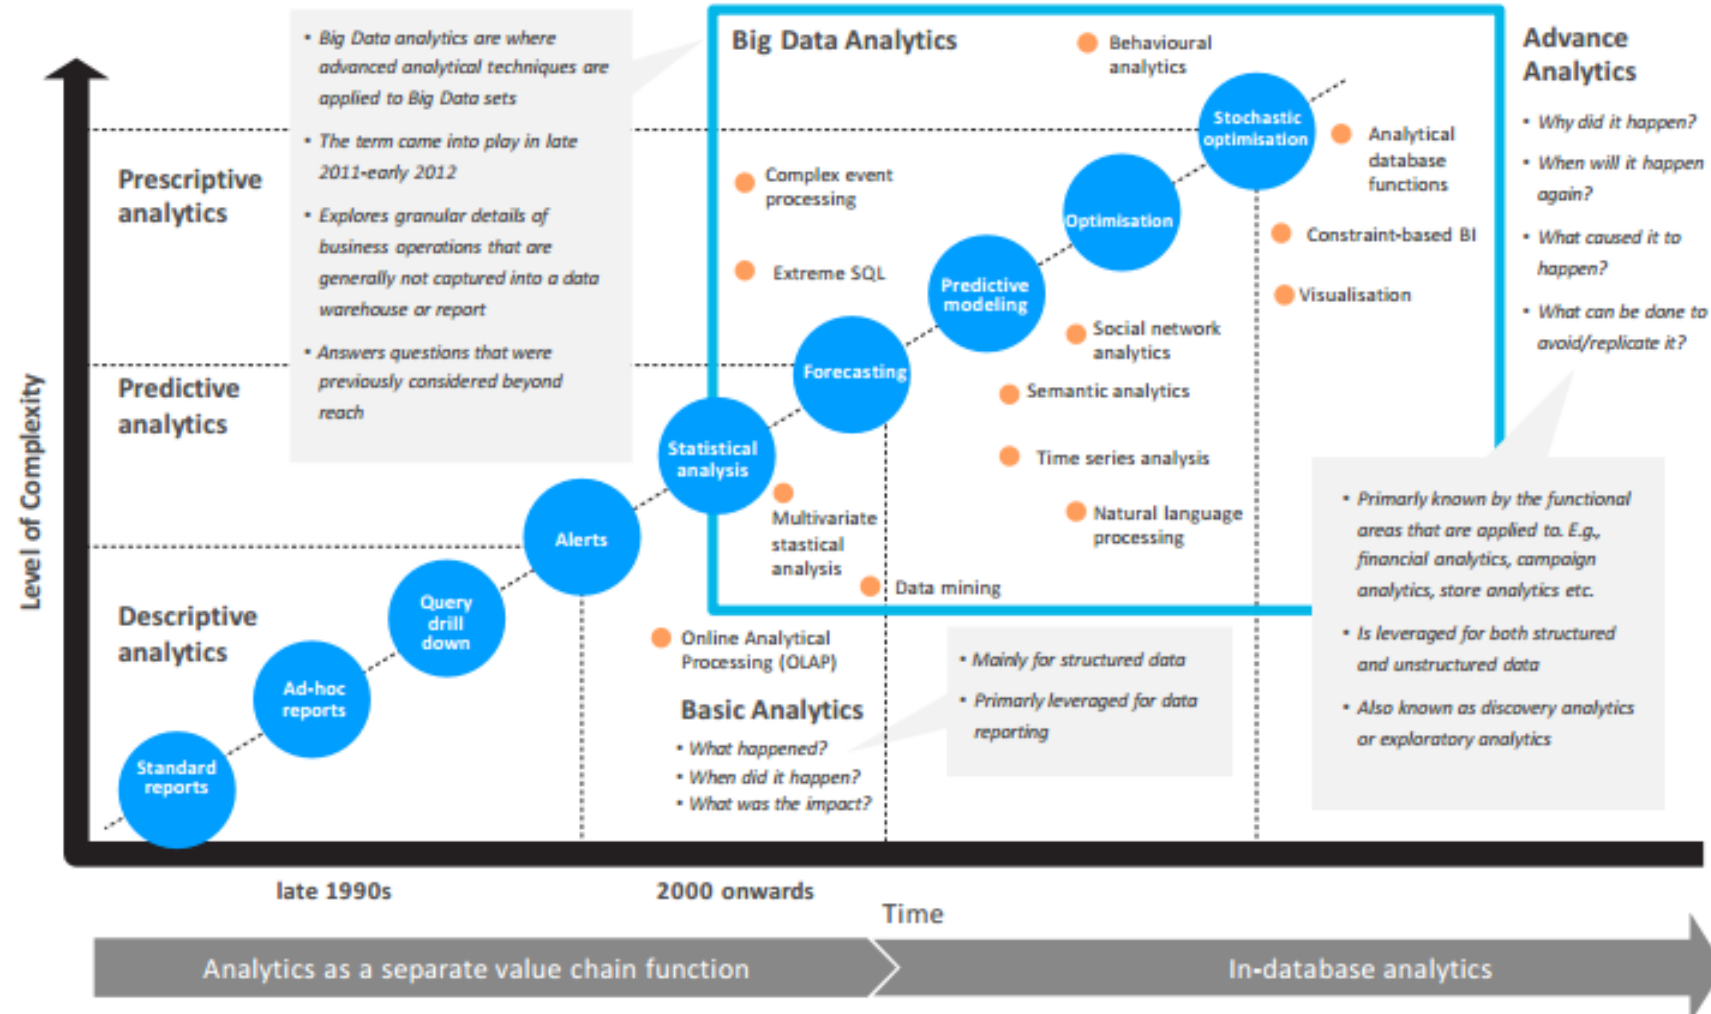 • Big Data analytics are where
advanced analytical techniques are
applied to Big Data sets
• The term came into play in late
2011-early 2012
• Explores granular details of
business operations that are
generally not captured into a data
warehouse or report
• Answers questions that were
previously considered beyond
reach
Big Data Analytics
Behavioural
analytics
Advance
Analytics
• Why did it happen?
• When will it happen
again?
• What caused it to
happen?
• What can be done to
avoid/replicate it?
Stochastic
optimisation
Analytical
database
functions
Prescriptive
analytics
Complex event
processing
Optimisation
Constraint-based BI
Extreme SQL
Predictive
modeling
Visualisation
Social network
analytics
Predictive
analytics
Forecasting
Semantic analytics
Statistical
analysis
Time series analysis
Multivariate
stastical
analysis
Natural language
processing
Alerts
Data mining
• Primarly known by the functional
areas that are applied to. E.g.,
financial analytics, campaign
analytics, store analytics etc.
• Is leveraged for both structured
and unstructured data
• Also known as discovery analytics
or exploratory analytics
Level of Complexity
Descriptive
analytics
Query
drill
down
Online Analytical
Processing (OLAP)
• Mainly for structured data
• Primarily leveraged for data
reporting
Ad-hoc
reports
Basic Analytics
• What happened?
• When did it happen?
• What was the impact?
Standard
reports
late 1990s
2000 onwards
Time
Analytics as a separate value chain function
In-database analytics